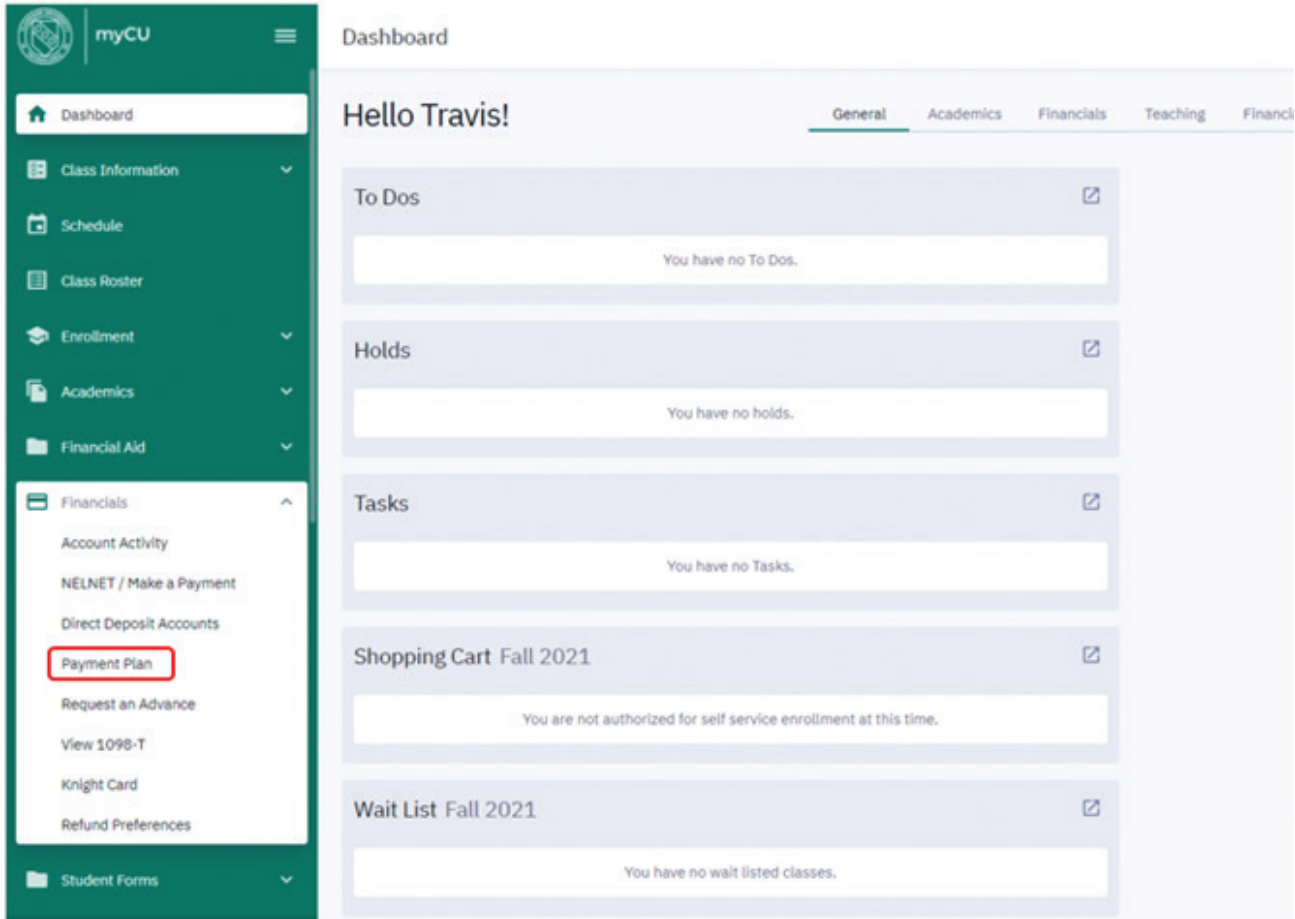 myCU
Dashboard
Class Information
Schedule
Class Roster
Enrollment
Academics
Financial Aid
Financials
Account Activity
NELNET / Make a Payment
Direct Deposit Accounts
Payment Plan
Request an Advance
View 1098-T
Knight Card
Refund Preferences
Student Forms
Dashboard
Hello Travis!
General Academics Financials Teaching Financia
To Dos
You have no To Dos.
Holds
You have no holds.
Tasks
You have no Tasks.
Shopping Cart Fall 2021
You are not authorized for self service enrollment at this time.
Wait List Fall 2021
You have no wait listed classes.